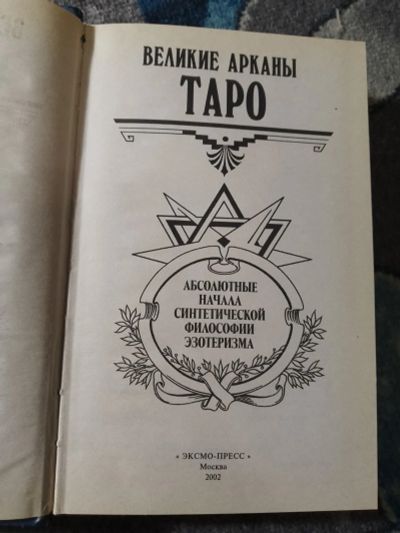 ВЕЛИКИЕ АРКАНЫ
ТАРО
АБСОЛЮТНЫЕ
НАЧАЛА
СИНТЕТИЧЕСКОЙ
ФИЛОСОФИИ
ЭЗОТЕРИЗМА
• ЭКСМО-ПРЕСС •
Москва
2002